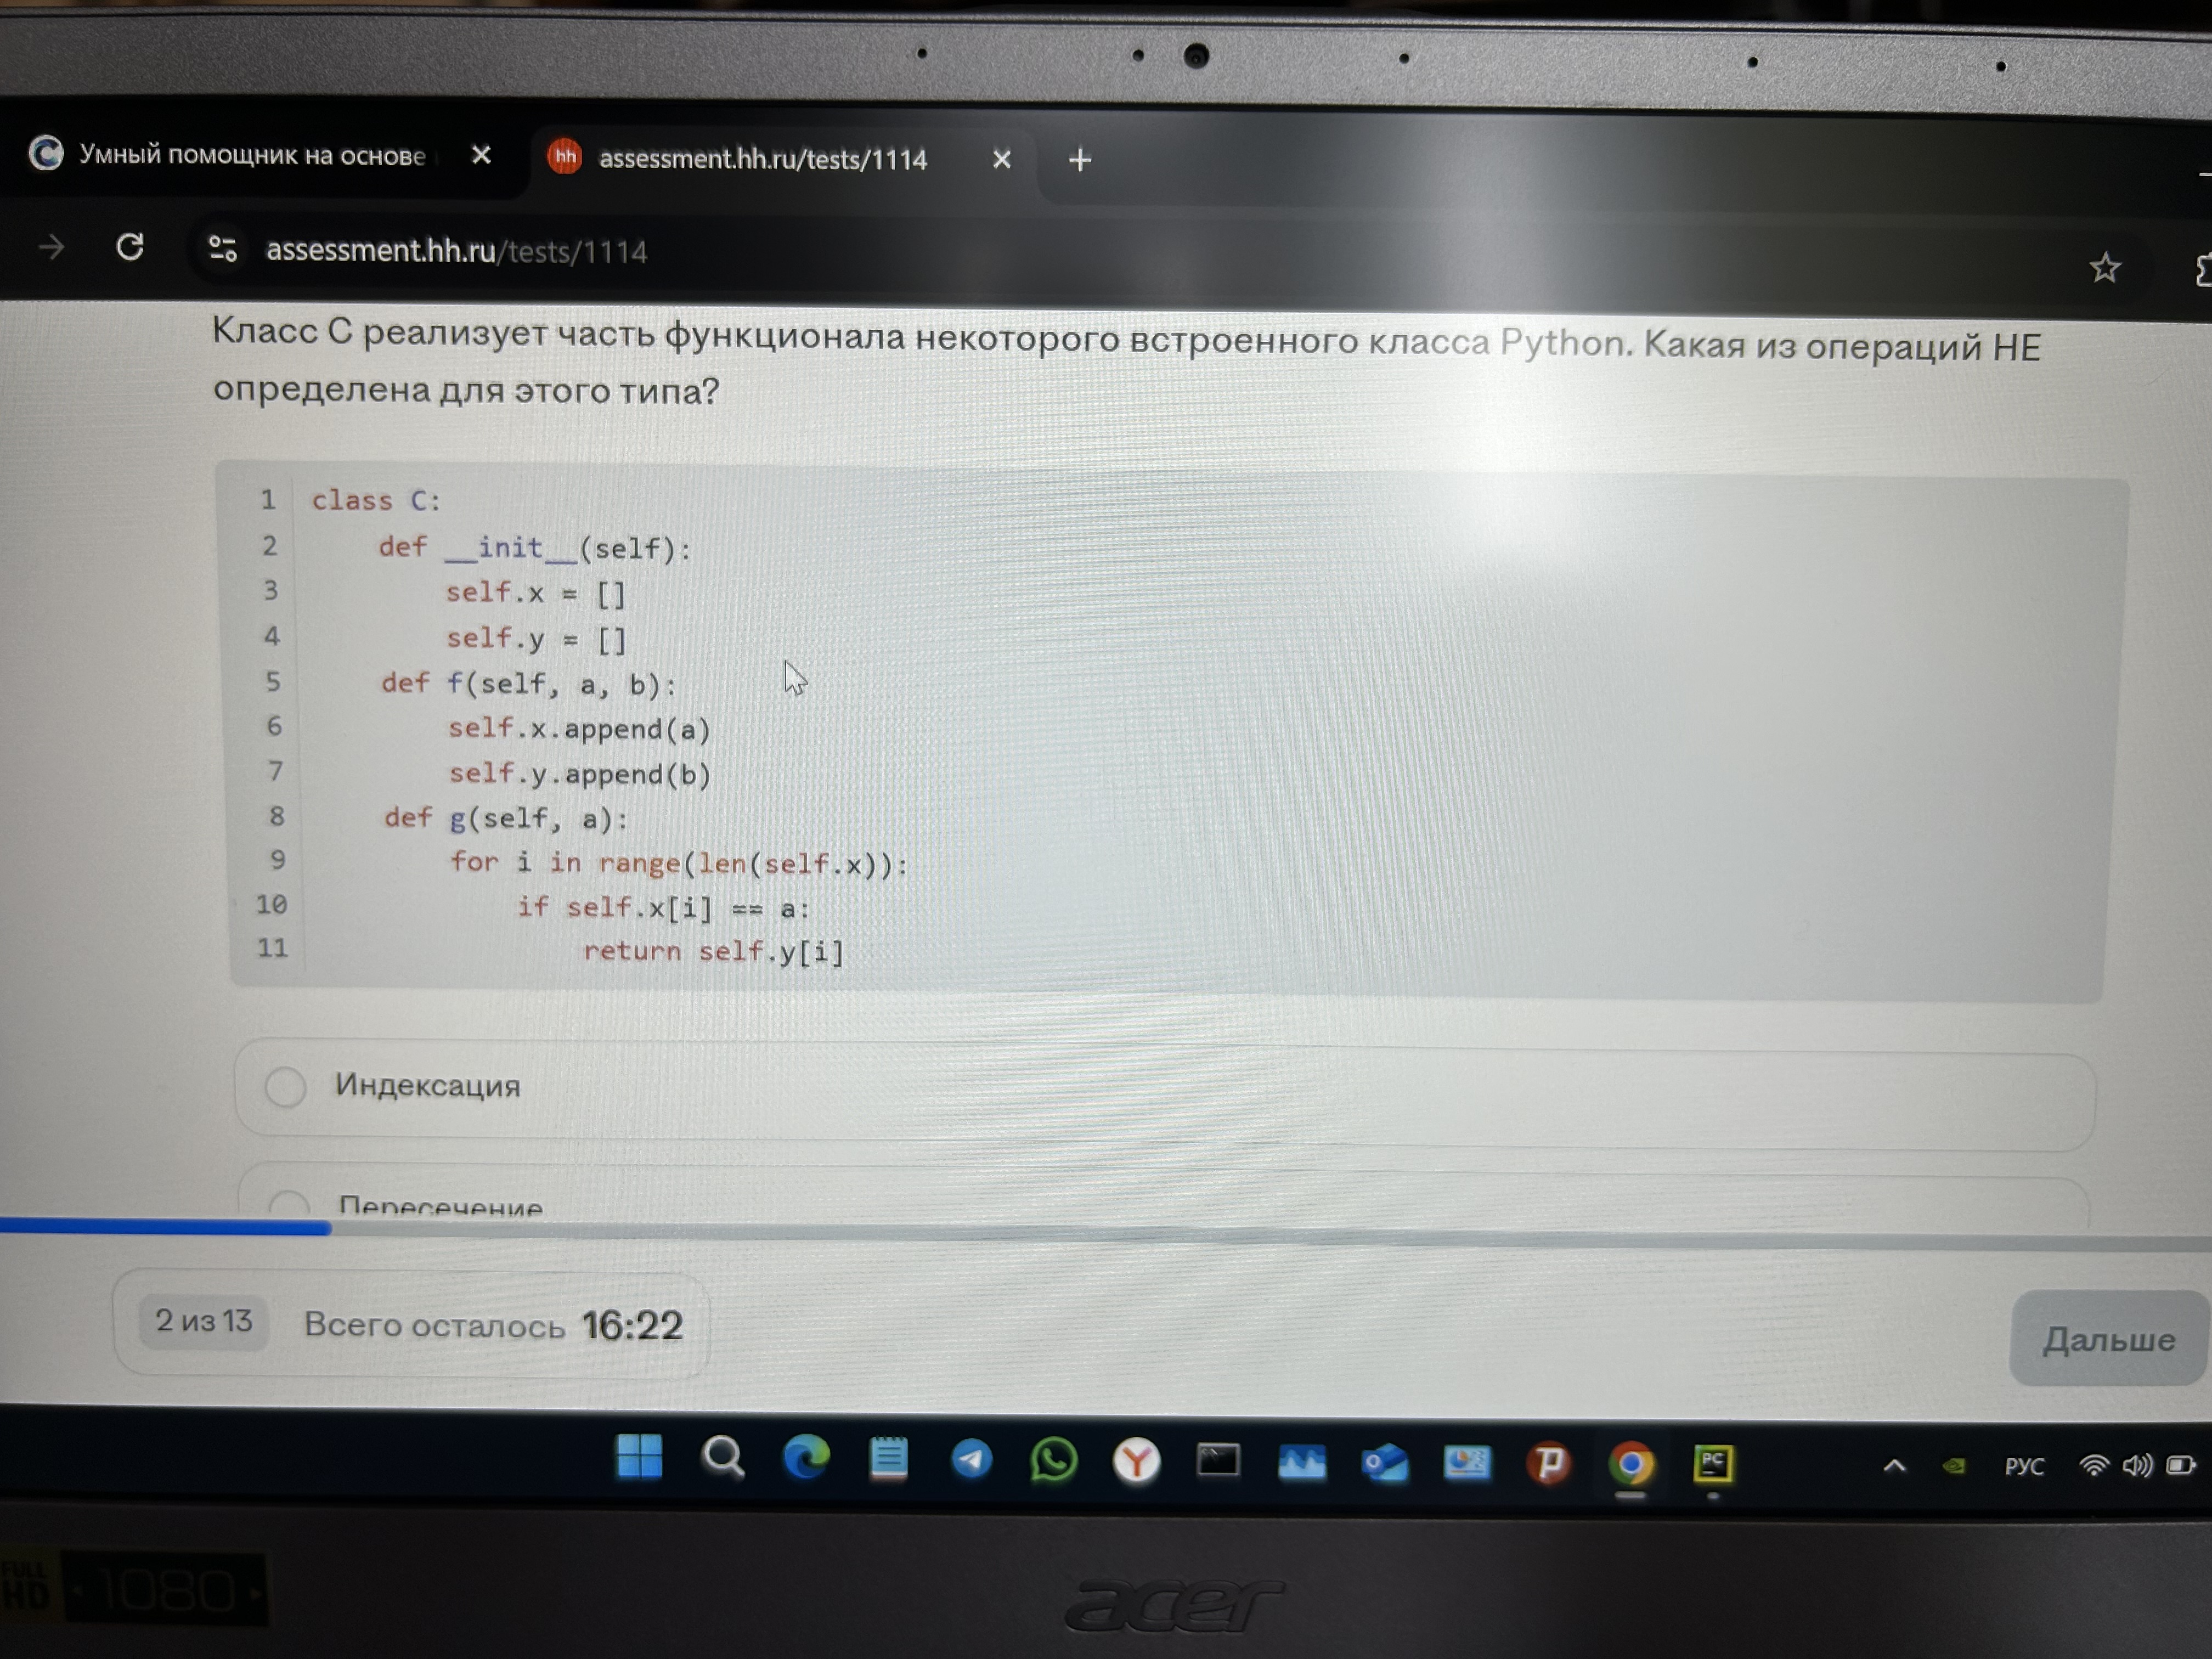 Умный помощник на основе
hh assessment.hh.ru/tests/1114
assessment.hh.ru/tests/1114
Класс C реализует часть функционала некоторого встроенного класса Python. Какая из операций НЕ
определена для этого типа?
1 class C:
2 def __init__(self):
3 self.x = []
4 self.y = []
5 def f(self, a, b):
6 self.x.append(a)
7 self.y.append(b)
8 def g(self, a):
9 for i in range(len(self.x)):
10 if self.x[i] == a:
11 return self.y[i]
Индексация
Пересечение
2 из 13 Всего осталось 16:22
Дальше
PC
РУС
FULL
HD 1080
acer